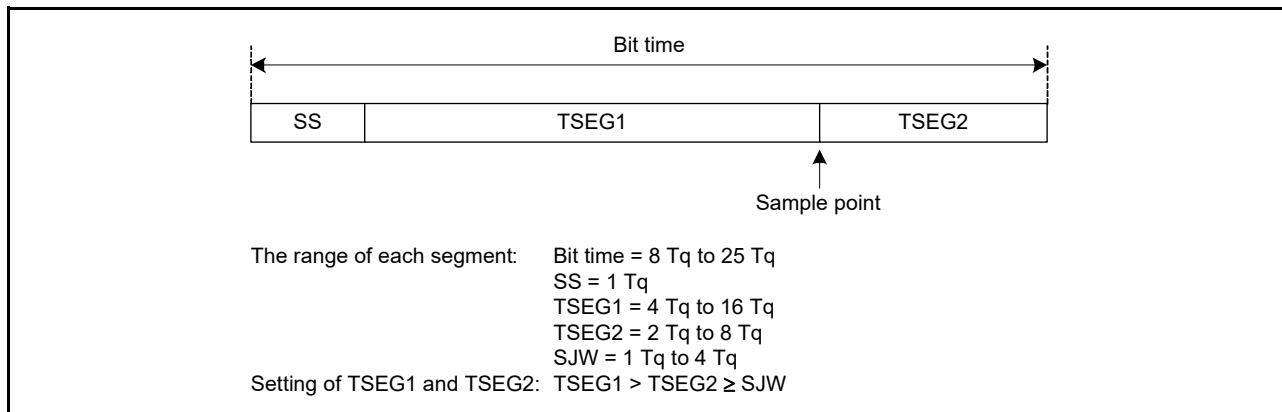 Bit time
SS TSEG1 TSEG2
Sample point
The range of each segment: Bit time = 8 Tq to 25 Tq
SS = 1 Tq
TSEG1 = 4 Tq to 16 Tq
TSEG2 = 2 Tq to 8 Tq
SJW = 1 Tq to 4 Tq
Setting of TSEG1 and TSEG2: TSEG1 > TSEG2 ≥ SJW